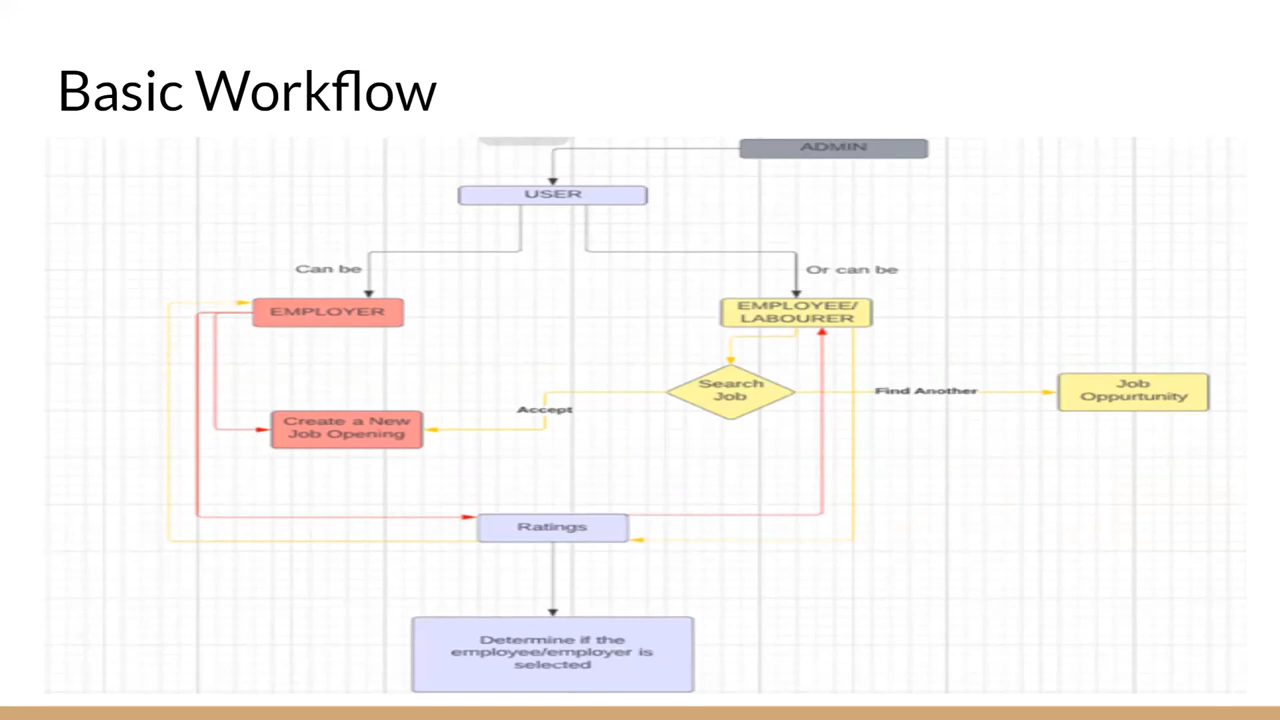 Basic Workflow
ADMIN
USER
Can be
Or can be
EMPLOYER
EMPLOYEE/
LABOURER
Search
Job
Find Another
Job
Oppurtunity
Accept
Create a New
Job Opening
Ratings
Determine if the
employee/employer is
selected